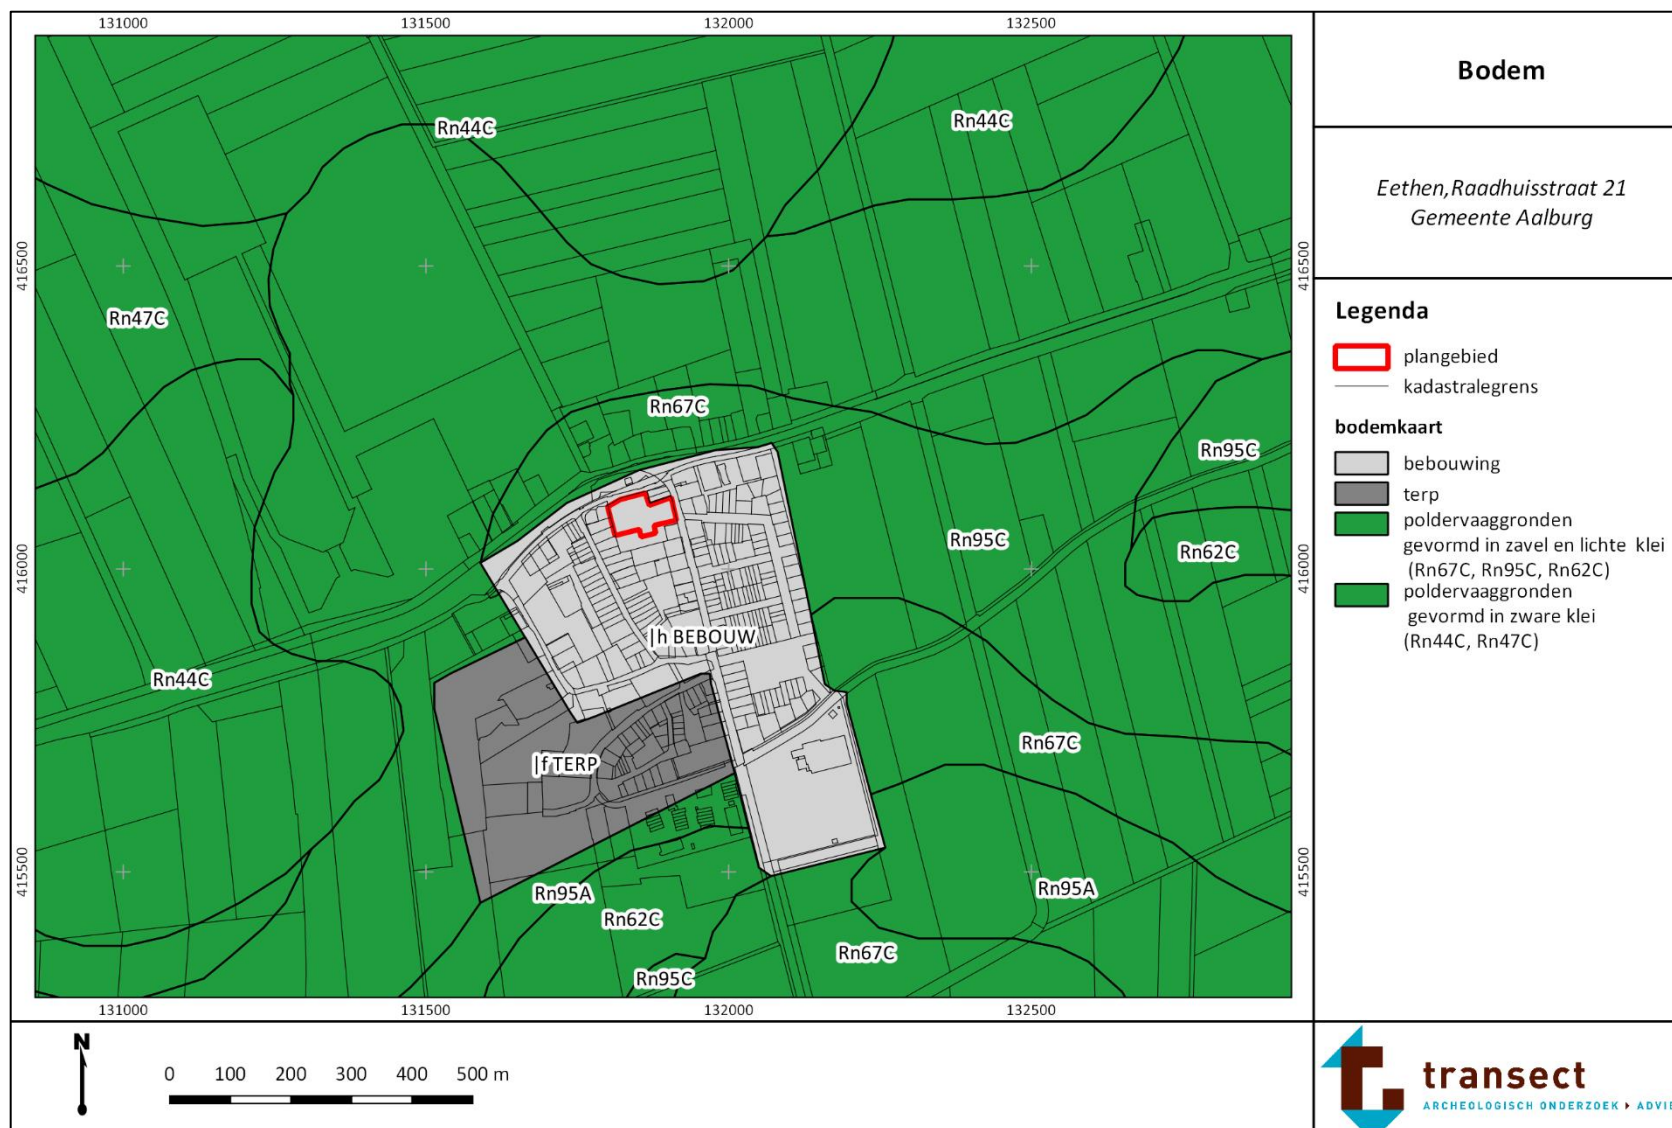 131000 131500 132000 132500
Bodem
Eethen,Raadhuisstraat 21
Gemeente Aalburg
Legenda
plangebied
kadastralegrens
bodemkaart
bebouwing
terp
poldervaaggronden
gevormd in zavel en lichte klei
(Rn67C, Rn95C, Rn62C)
poldervaaggronden
gevormd in zware klei
(Rn44C, Rn47C)
Rn44C
Rn44C
416500
416500
Rn47C
Rn67C
Rn95C
Rn95C
Rn62C
416000
416000
|h BEBOUW
Rn44C
Rn67C
|f TERP
415500
415500
Rn95A
Rn95A
Rn62C
Rn67C
Rn95C
131000 131500 132000 132500
N
0 100 200 300 400 500 m
transect
ARCHEOLOGISCH ONDERZOEK ADVIE